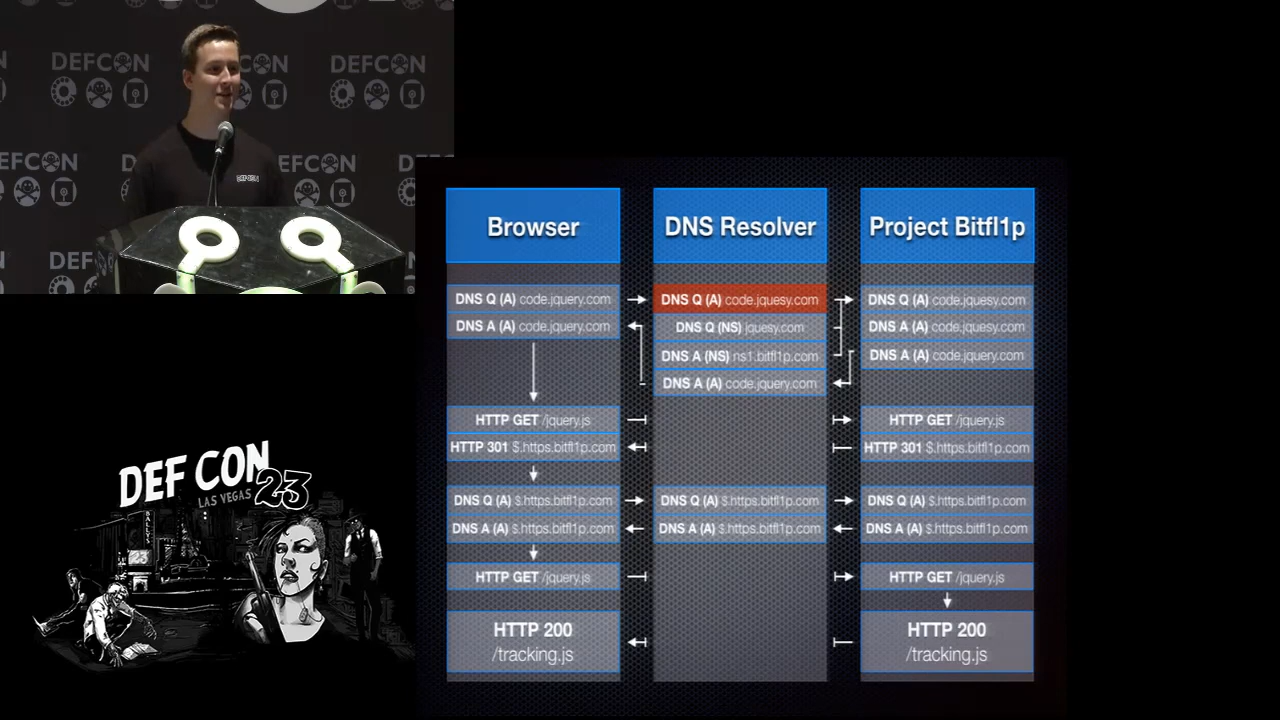 DEFCON
DEFCON
DEFCON
DEFCON
DEFCON
DEF CON 23
LAS VEGAS
BALLY'S
Browser
DNS Q (A) code.jquery.com
DNS A (A) code.jquery.com
HTTP GET /jquery.js
HTTP 301 $.https.bitfl1p.com
DNS Q (A) $.https.bitfl1p.com
DNS A (A) $.https.bitfl1p.com
HTTP GET /jquery.js
HTTP 200
/tracking.js
DNS Resolver
DNS Q (A) code.jquesy.com
DNS Q (NS) jquesy.com
DNS A (NS) ns1.bitfl1p.com
DNS A (A) code.jquery.com
DNS Q (A) $.https.bitfl1p.com
DNS A (A) $.https.bitfl1p.com
Project Bitfl1p
DNS Q (A) code.jquesy.com
DNS A (A) code.jquesy.com
DNS A (A) code.jquery.com
HTTP GET /jquery.js
HTTP 301 $.https.bitfl1p.com
DNS Q (A) $.https.bitfl1p.com
DNS A (A) $.https.bitfl1p.com
HTTP GET /jquery.js
HTTP 200
/tracking.js